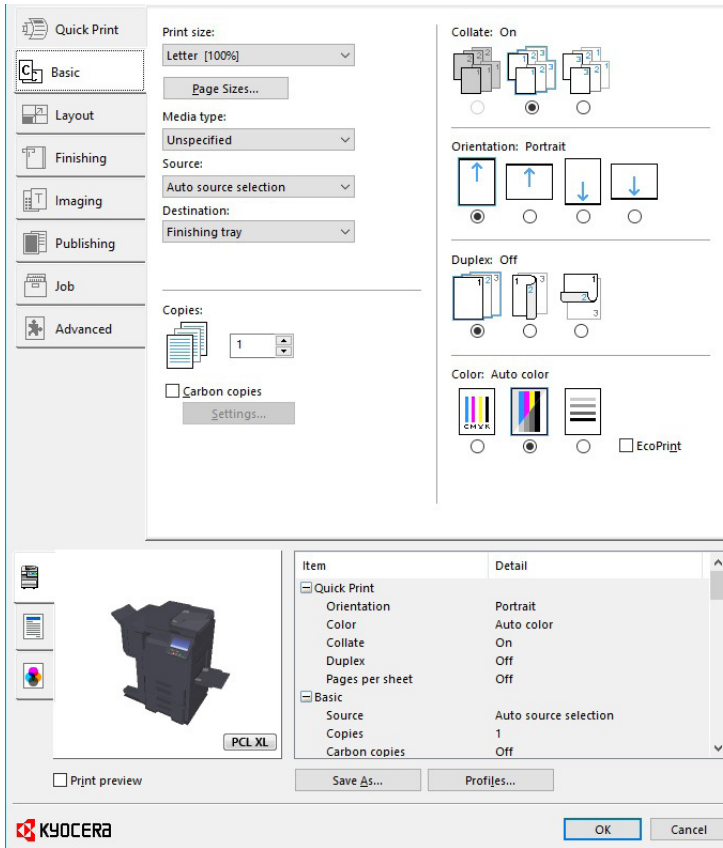 Quick Print
Basic
Layout
Finishing
Imaging
Publishing
Job
Advanced
Print size:
Letter [100%]
Page Sizes...
Media type:
Unspecified
Source:
Auto source selection
Destination:
Finishing tray
Copies:
1
Carbon copies
Settings...
Collate: On
Orientation: Portrait
Duplex: Off
Color: Auto color
CMYK
EcoPrint
PCL XL
Print preview
Item Detail
Quick Print
Orientation Portrait
Color Auto color
Collate On
Duplex Off
Pages per sheet Off
Basic
Source Auto source selection
Copies 1
Carbon copies Off
Save As... Profiles...
KYOCERA
OK Cancel